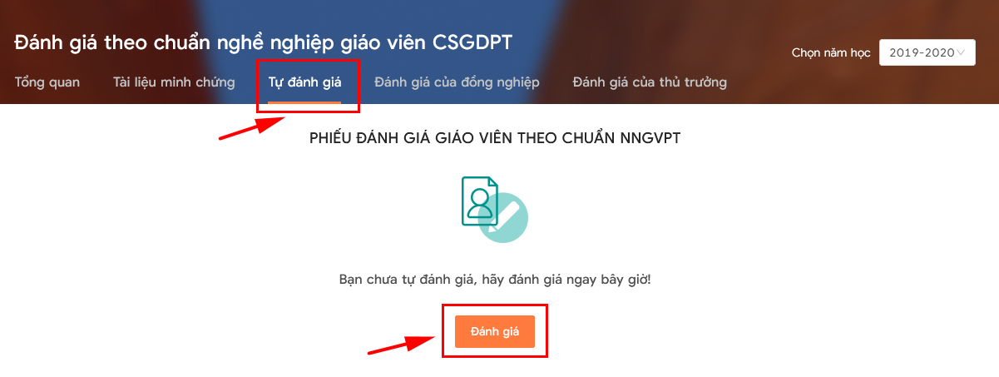 Đánh giá theo chuẩn nghề nghiệp giáo viên CSGDPT
Chọn năm học 2019-2020
Tổng quan Tài liệu minh chứng Tự đánh giá Đánh giá của đồng nghiệp Đánh giá của thủ trưởng
PHIẾU ĐÁNH GIÁ GIÁO VIÊN THEO CHUẨN NNGVPT
Bạn chưa tự đánh giá, hãy đánh giá ngay bây giờ!
Đánh giá